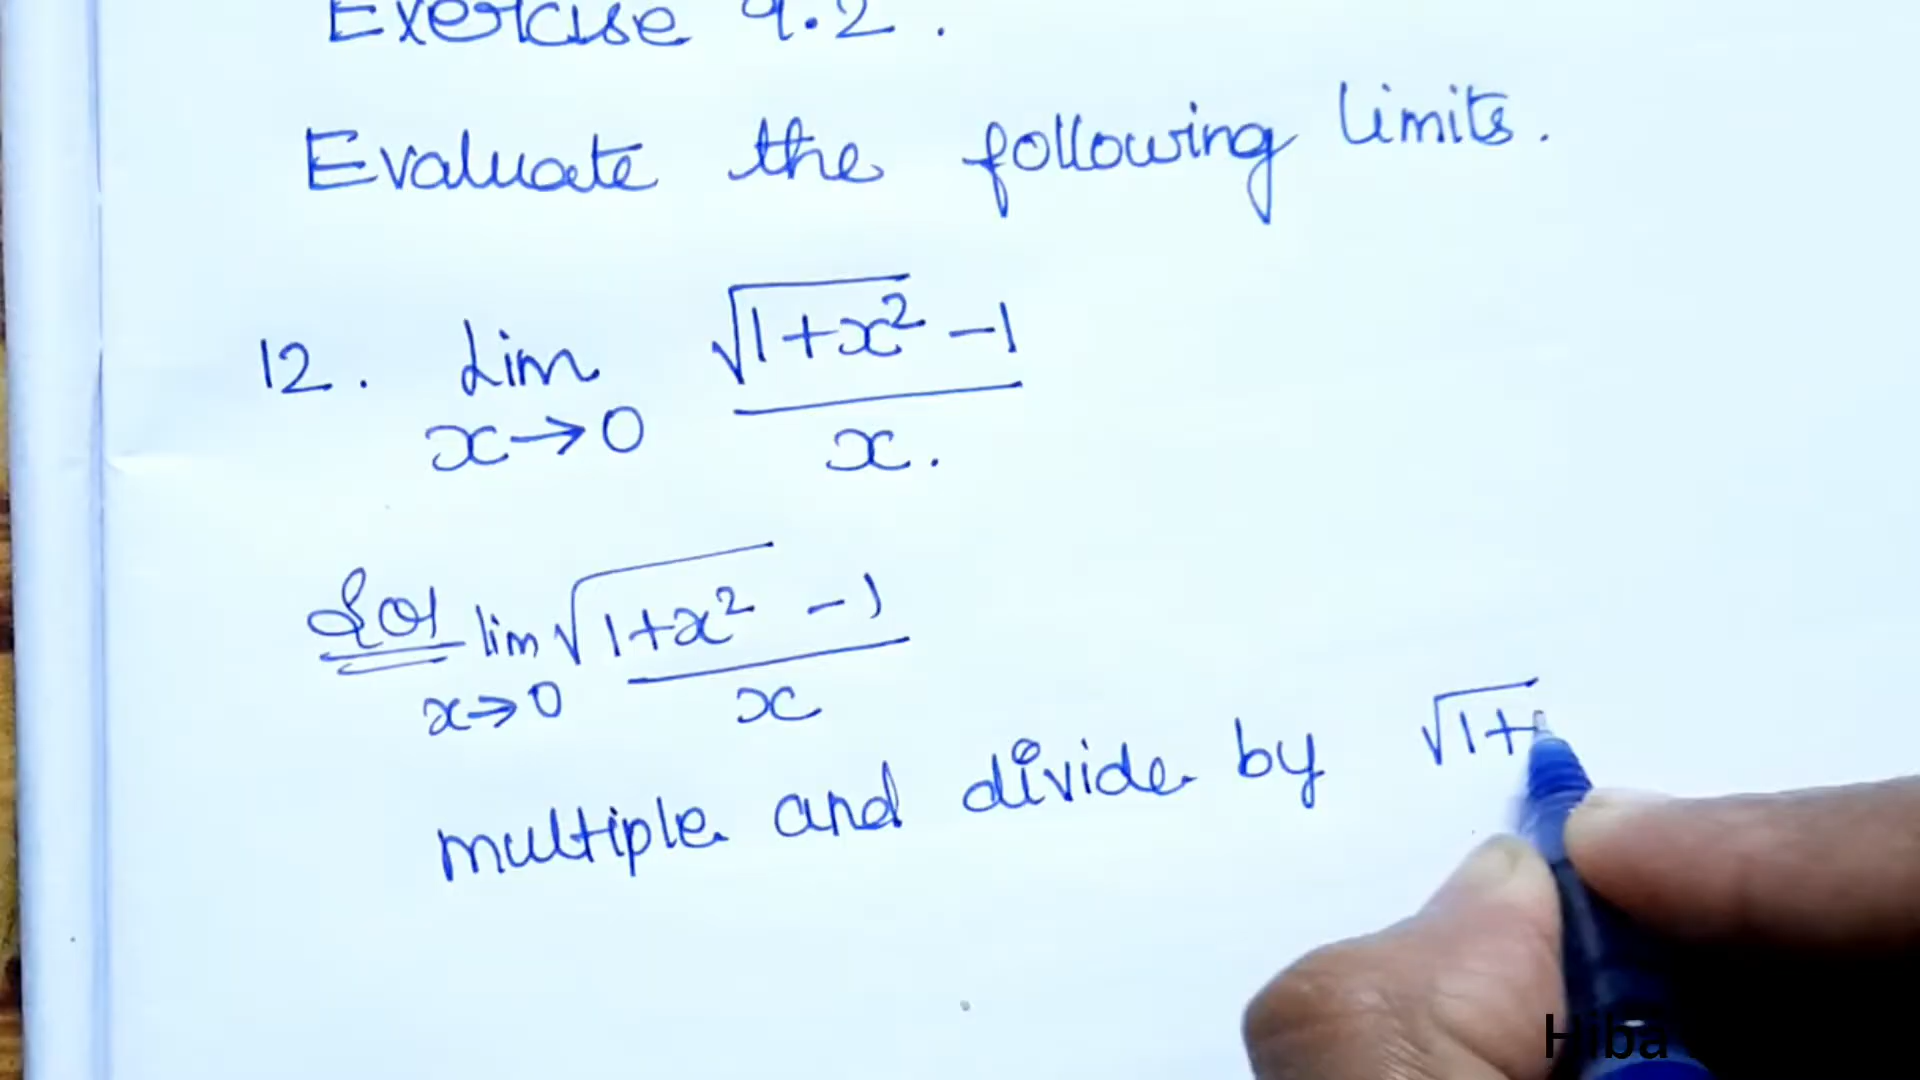 Exercise 9.2.
Evaluate the following limits.
12. Lim x→0 √(1+x²) -1 / x.
Sol lim x→0 √(1+x²) -1 / x
multiple and divide by √1+
Hiba